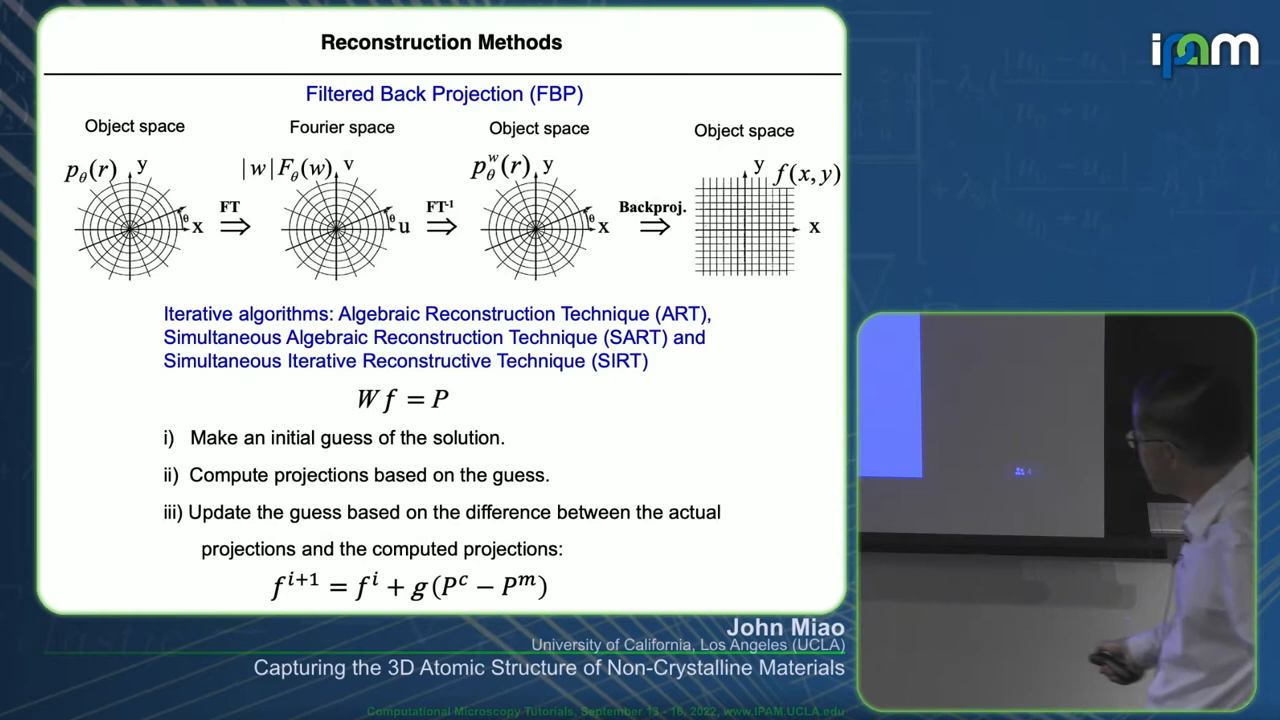 Reconstruction Methods
ipam
Filtered Back Projection (FBP)
Object space
Fourier space
Object space
Object space
pθ(r) y
|w|Fθ(w) v
pθ^w(r) y
y f(x, y)
θ x
FT ⇒
θ u
FT⁻¹ ⇒
θ x
Backproj. ⇒
x
Iterative algorithms: Algebraic Reconstruction Technique (ART),
Simultaneous Algebraic Reconstruction Technique (SART) and
Simultaneous Iterative Reconstructive Technique (SIRT)
Wf = P
i) Make an initial guess of the solution.
ii) Compute projections based on the guess.
iii) Update the guess based on the difference between the actual
projections and the computed projections:
f^{i+1} = f^i + g(P^c − P^m)
John Miao
University of California, Los Angeles (UCLA)
Capturing the 3D Atomic Structure of Non-Crystalline Materials
Computational Microscopy Tutorials, September 13 - 16, 2022, www.IPAM.UCLA.edu